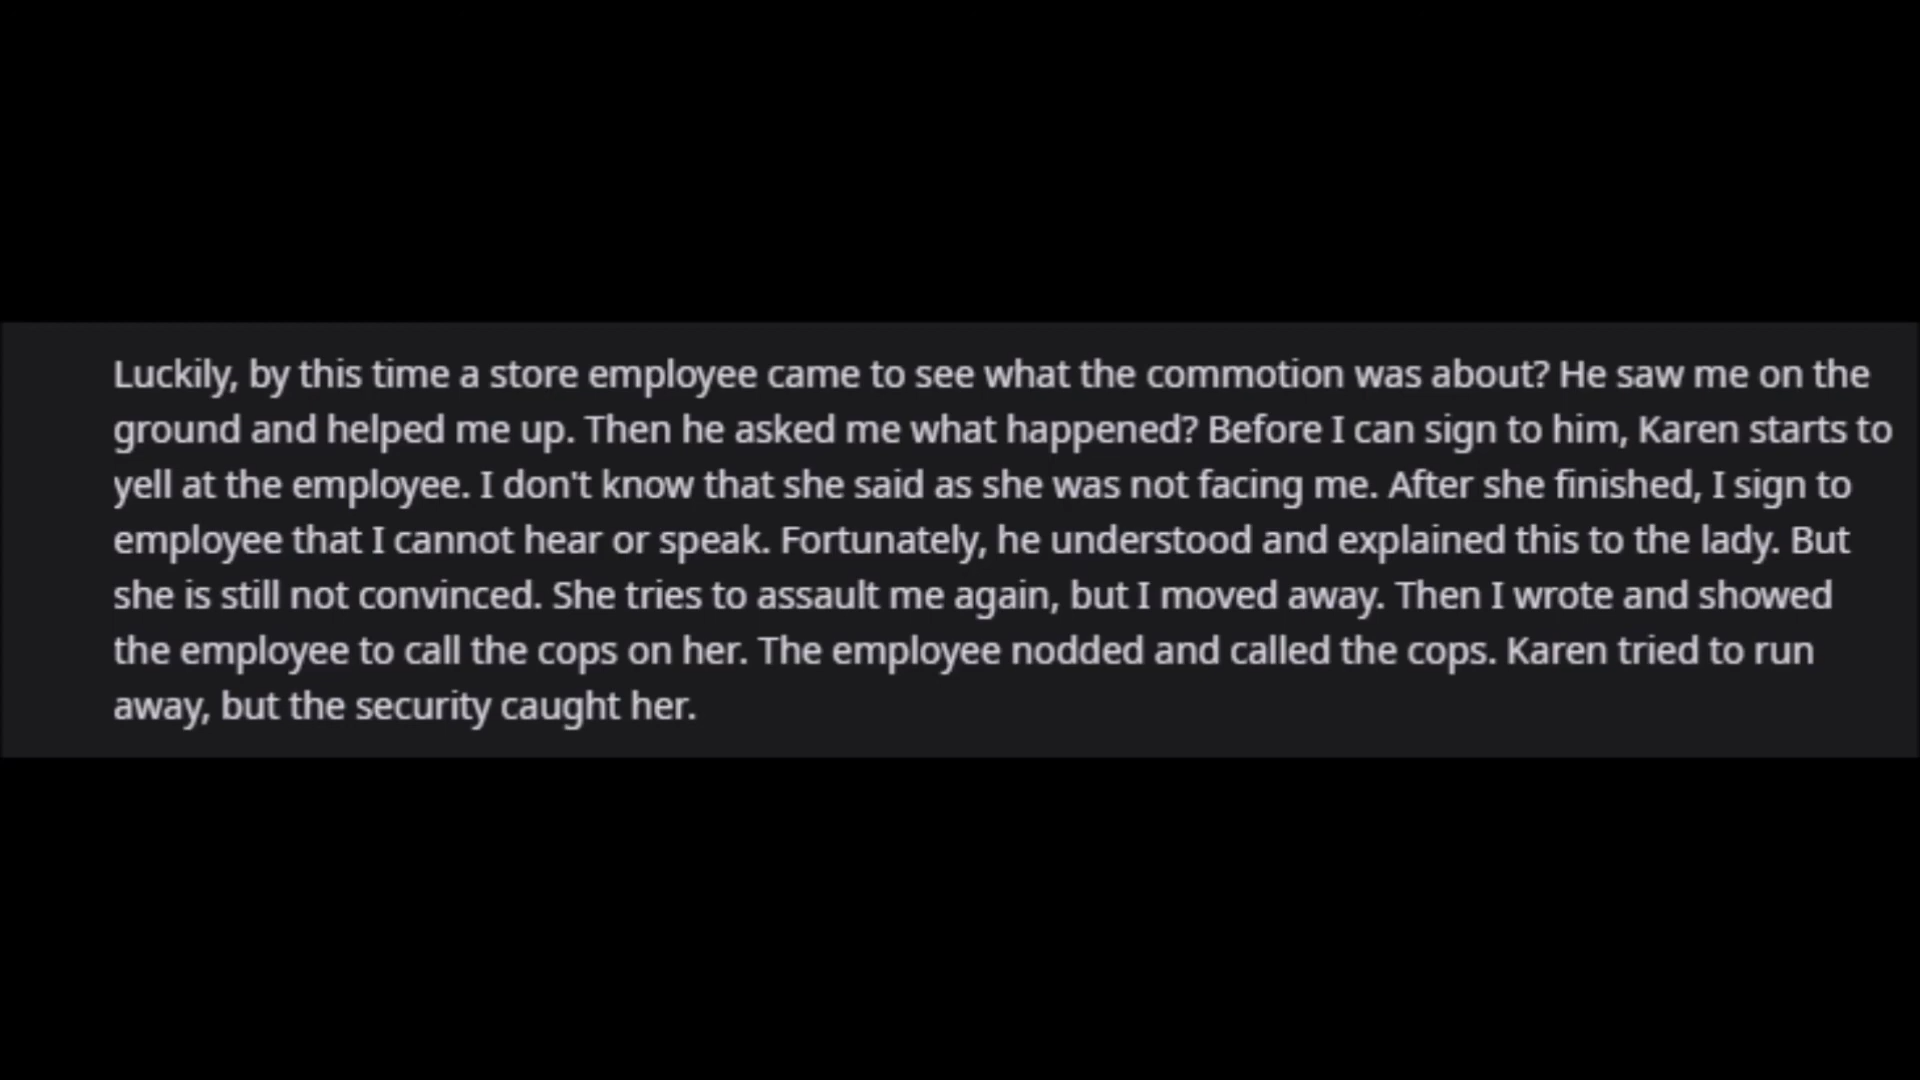 Luckily, by this time a store employee came to see what the commotion was about? He saw me on the
ground and helped me up. Then he asked me what happened? Before I can sign to him, Karen starts to
yell at the employee. I don't know that she said as she was not facing me. After she finished, I sign to
employee that I cannot hear or speak. Fortunately, he understood and explained this to the lady. But
she is still not convinced. She tries to assault me again, but I moved away. Then I wrote and showed
the employee to call the cops on her. The employee nodded and called the cops. Karen tried to run
away, but the security caught her.